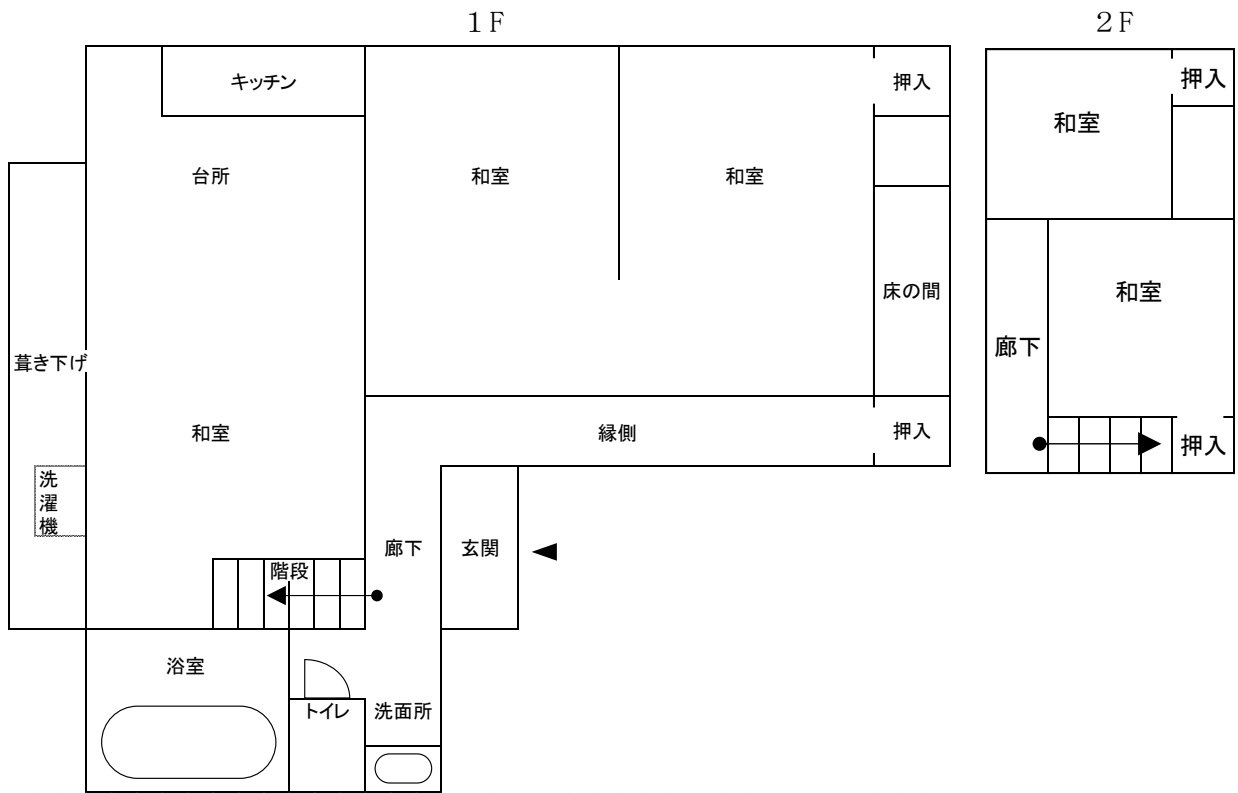 １Ｆ
２Ｆ
キッチン
押入
押入
和室
台所
和室
和室
床の間
和室
廊下
葺き下げ
和室
縁側
押入
押入
洗濯機
廊下
玄関
階段
浴室
トイレ
洗面所